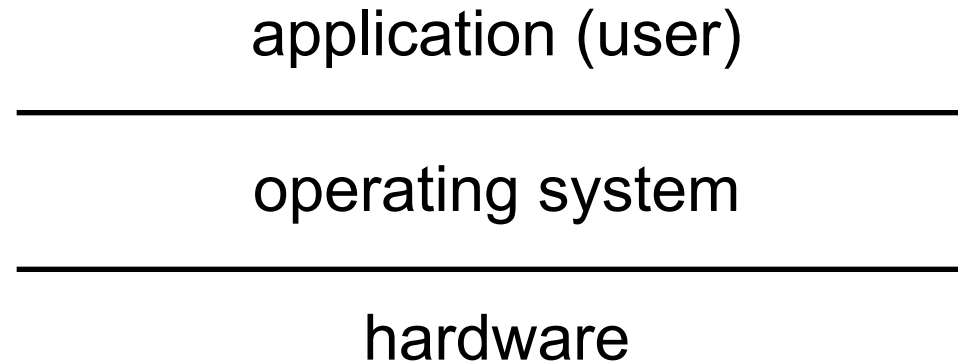 application (user)
operating system
hardware